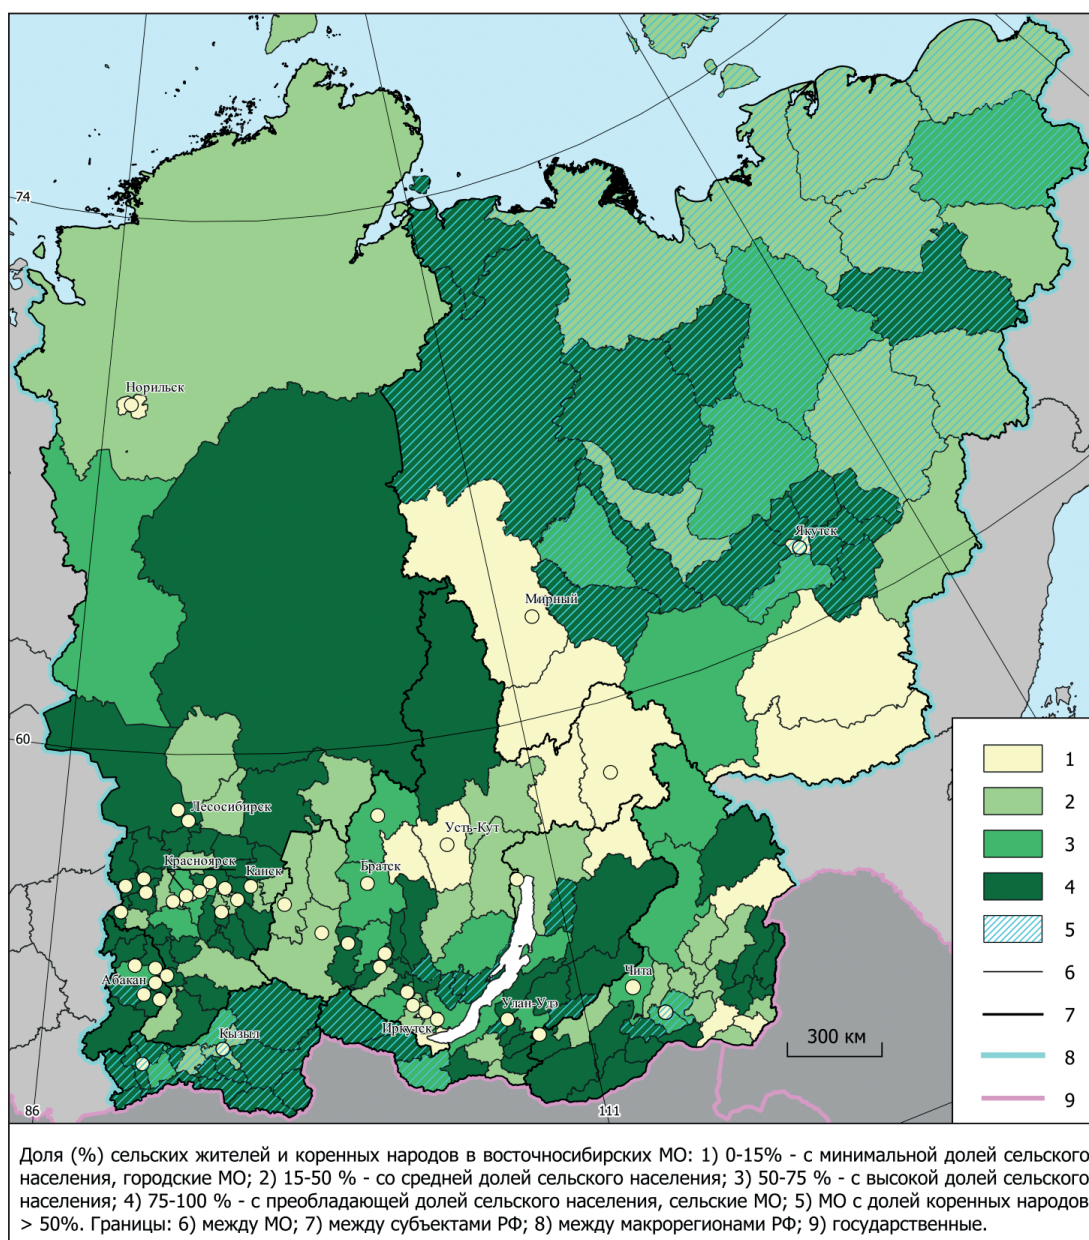 74
Норильск
Якутск
Мирный
60
Лесосибирск
Усть-Кут
Красноярск
Канск
Братск
Абакан
Чита
Улан-Удэ
Иркутск
Кызыл
86
111
300 км
1
2
3
4
5
6
7
8
9
Доля (%) сельских жителей и коренных народов в восточносибирских МО: 1) 0-15% - с минимальной долей сельского
населения, городские МО; 2) 15-50 % - со средней долей сельского населения; 3) 50-75 % - с высокой долей сельского
населения; 4) 75-100 % - с преобладающей долей сельского населения, сельские МО; 5) МО с долей коренных народов
> 50%. Границы: 6) между МО; 7) между субъектами РФ; 8) между макрорегионами РФ; 9) государственные.